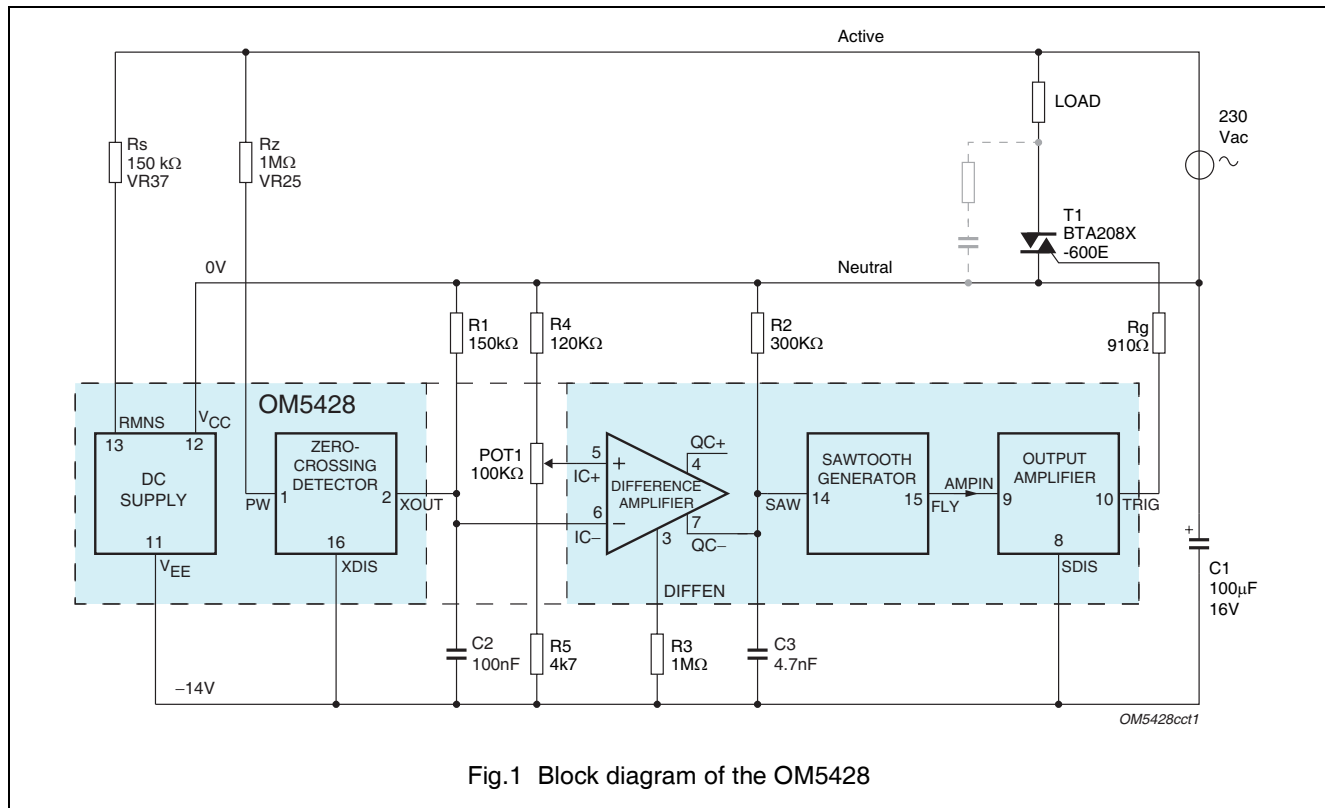 Active
LOAD
230
Vac
Rs
150 kΩ
VR37
Rz
1MΩ
VR25
T1
BTA208X
-600E
0V
Neutral
R1
150kΩ
R4
120KΩ
R2
300KΩ
Rg
910Ω
OM5428
RMNS
VCC
13
12
DC
SUPPLY
11
VEE
ZERO-
CROSSING
DETECTOR
PW
1
2
XOUT
16
XDIS
POT1
100KΩ
5
IC+
+
QC+
4
DIFFERENCE
AMPLIFIER
6
IC−
−
7
QC−
3
DIFFEN
SAW
SAWTOOTH
GENERATOR
14
15
FLY
AMPIN
OUTPUT
AMPLIFIER
9
10
TRIG
8
SDIS
+
C1
100μF
16V
C2
100nF
R5
4k7
R3
1MΩ
C3
4.7nF
−14V
OM5428cct1
Fig.1 Block diagram of the OM5428